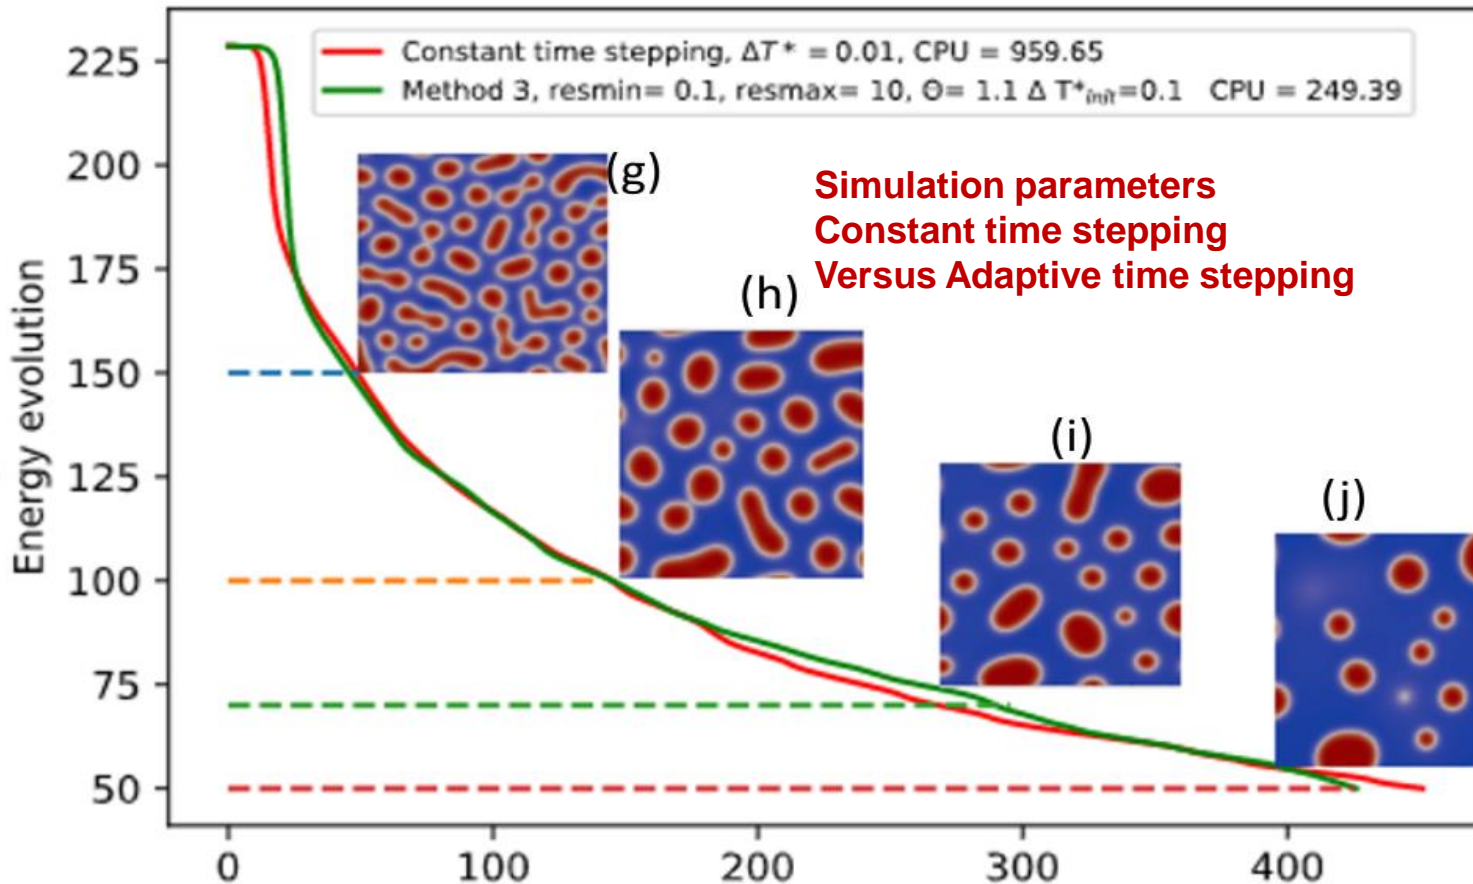 Constant time stepping, ΔT* = 0.01, CPU = 959.65
Method 3, resmin= 0.1, resmax= 10, Θ= 1.1 Δ T*init=0.1 CPU = 249.39
Simulation parameters
Constant time stepping
Versus Adaptive time stepping
(g)
(h)
(i)
(j)
Energy evolution
225
200
175
150
125
100
75
50
0 100 200 300 400